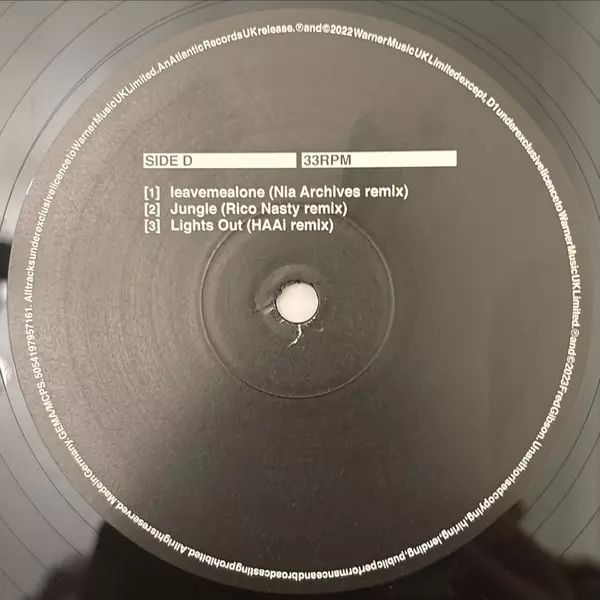 SIDE D
33RPM
[1] leavemealone (Nia Archives remix)
[2] Jungle (Rico Nasty remix)
[3] Lights Out (HAAi remix)
5054197957161. AlltracksunderexclusivelicencetoWarnerMusicUKLimited. AnAtlanticRecordsUKrelease. ℗and©2022WarnerMusicUKLimitedexcept, D1underexclusivelicencetoWarnerMusicUKLimited. ℗and©2023FredGibson. Unauthorisedcopying, hiring, lending, publicperformanceandbroadcastingprohibited. Allrightsreserved. MadeinGermany. GEMA/MCPS.